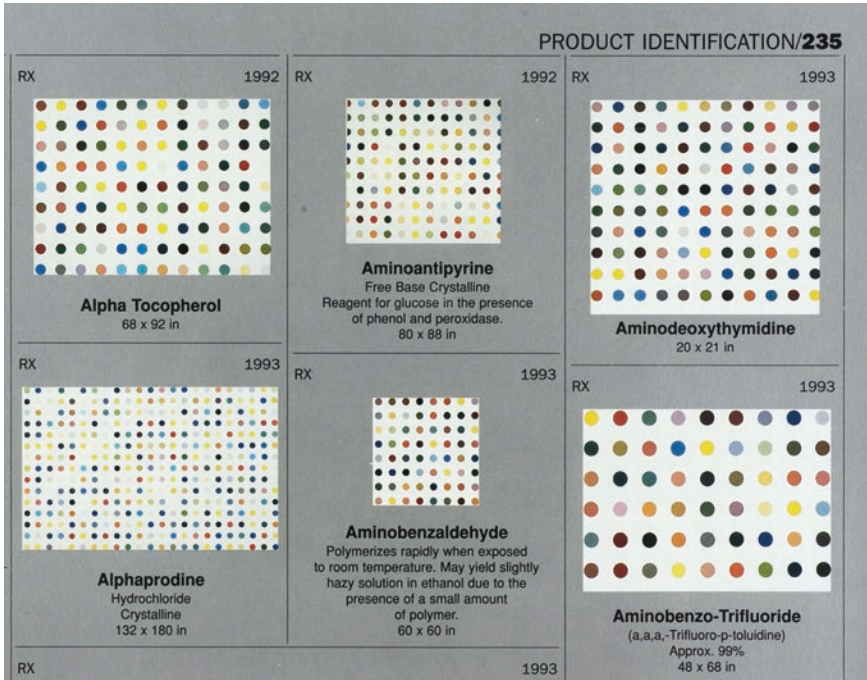 PRODUCT IDENTIFICATION/235
RX 1992
Alpha Tocopherol
68 x 92 in
RX 1992
Aminoantipyrine
Free Base Crystalline
Reagent for glucose in the presence
of phenol and peroxidase.
80 x 88 in
RX 1993
Aminodeoxythymidine
20 x 21 in
RX 1993
Alphaprodine
Hydrochloride
Crystalline
132 x 180 in
RX 1993
Aminobenzaldehyde
Polymerizes rapidly when exposed
to room temperature. May yield slightly
hazy solution in ethanol due to the
presence of a small amount
of polymer.
60 x 60 in
RX 1993
Aminobenzo-Trifluoride
(a,a,a,-Trifluoro-p-toluidine)
Approx. 99%
48 x 68 in
RX 1993